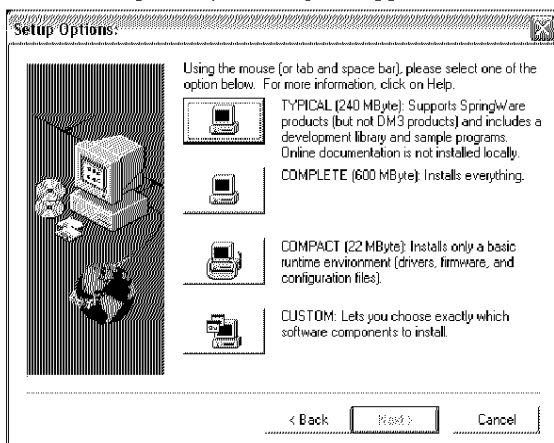 Setup Options:
Using the mouse (or tab and space bar), please select one of the
option below. For more information, click on Help.
TYPICAL (240 MByte): Supports SpringWare
products (but not DM3 products) and includes a
development library and sample programs.
Online documentation is not installed locally.
COMPLETE (600 MByte): Installs everything.
COMPACT (22 MByte): Installs only a basic
runtime environment (drivers, firmware, and
configuration files).
CUSTOM: Lets you choose exactly which
software components to install.
< Back Next > Cancel